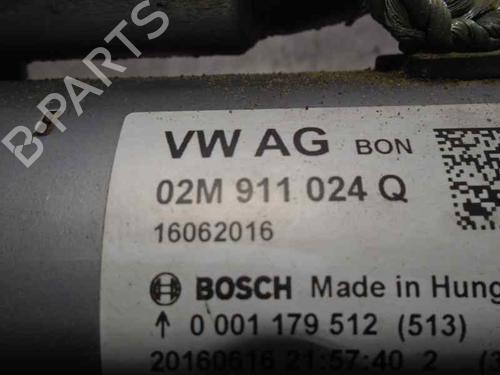 VW AG BON
02M 911 024 Q
16062016
BOSCH Made in Hung
↑ 0 001 179 512 (513)
20160616 21:57:40 2 (3